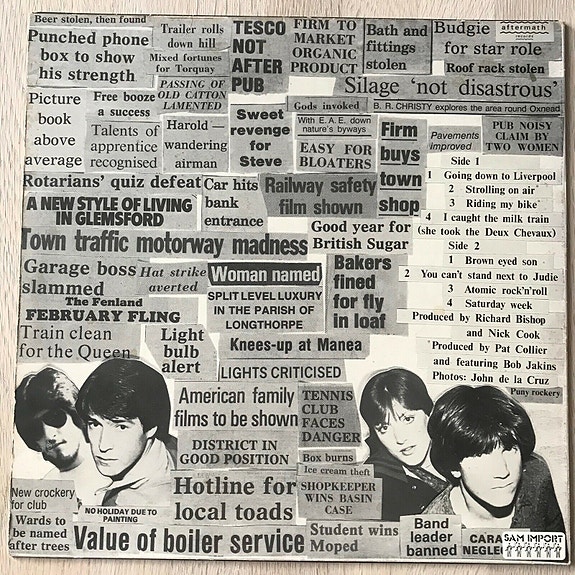 Beer stolen, then found
Punched phone
box to show
his strength
Trailer rolls
down hill
Mixed fortunes
for Torquay
PASSING OF
OLD CATTON
LAMENTED
TESCO
NOT
AFTER
PUB
FIRM TO
MARKET
ORGANIC
PRODUCT
Bath and
fittings
stolen
Budgie
for star role
aftermath
records
Roof rack stolen
Silage 'not disastrous'
Picture
book
above
average
Free booze
a success
Talents of
apprentice
recognised
Harold —
wandering
airman
Sweet
revenge
for
Steve
Gods invoked
B. R. CHRISTY explores the area round Oxnead
With E. A. E. down
nature's byways
EASY FOR
BLOATERS
Firm
buys
town
shop
Pavements
improved
PUB NOISY
CLAIM BY
TWO WOMEN
Side 1
1 Going down to Liverpool
2 Strolling on air
3 Riding my bike
4 I caught the milk train
(she took the Deux Chevaux)
Side 2
1 Brown eyed son
2 You can't stand next to Judie
3 Atomic rock'n'roll
4 Saturday week
Produced by Richard Bishop
and Nick Cook
Produced by Pat Collier
and featuring Bob Jakins
Photos: John de la Cruz
Puny rockery
Rotarians' quiz defeat
A NEW STYLE OF LIVING
IN GLEMSFORD
Car hits
bank
entrance
Railway safety
film shown
Good year for
British Sugar
Town traffic motorway madness
Garage boss
slammed
Hat strike
averted
Woman named
SPLIT LEVEL LUXURY
IN THE PARISH OF
LONGTHORPE
Bakers
fined
for fly
in loaf
The Fenland
FEBRUARY FLING
Train clean
for the Queen
Light
bulb
alert
Knees-up at Manea
LIGHTS CRITICISED
American family
films to be shown
TENNIS
CLUB
FACES
DANGER
DISTRICT IN
GOOD POSITION
Box burns
Ice cream theft
Hotline for
local toads
SHOPKEEPER
WINS BASIN
CASE
New crockery
for club
Wards to
be named
after trees
NO HOLIDAY DUE TO
PAINTING
Value of boiler service
Student wins
Moped
Band
leader
banned
CARA
NEGLE
SAM IMPORT